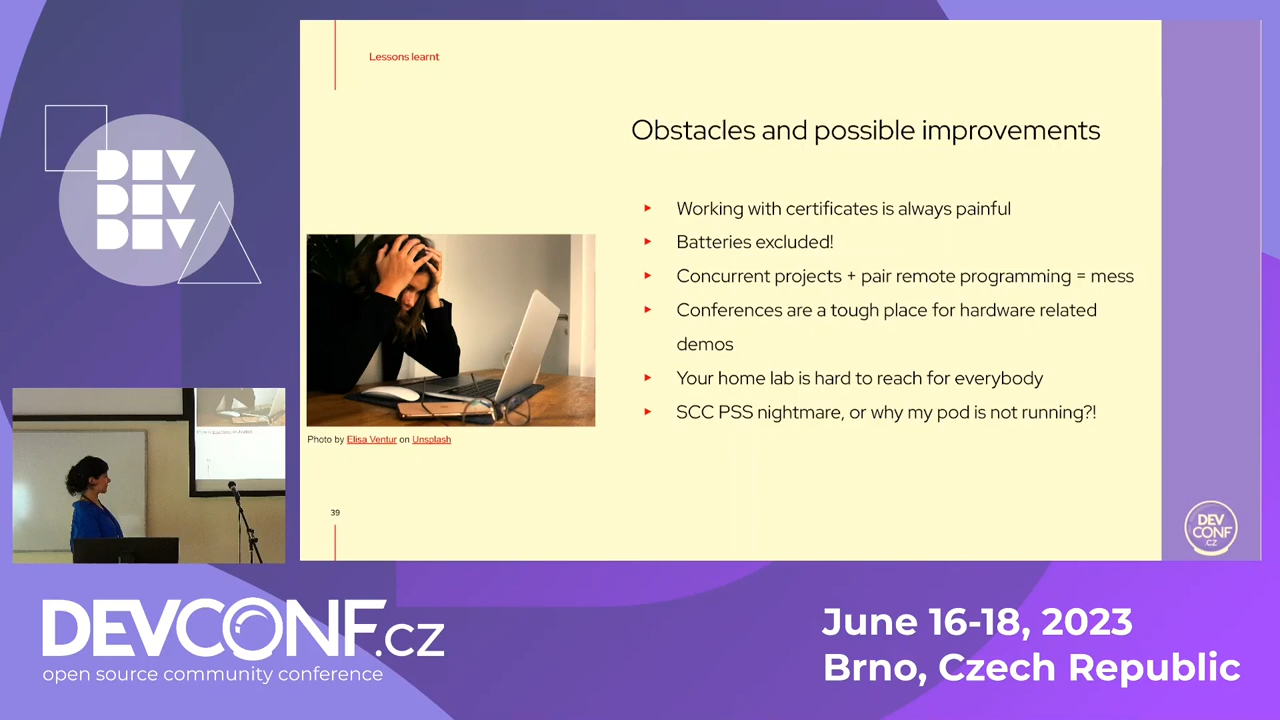 DEV
DEV
DEV
Lessons learnt
Obstacles and possible improvements
Working with certificates is always painful
Batteries excluded!
Concurrent projects + pair remote programming = mess
Conferences are a tough place for hardware related
demos
Your home lab is hard to reach for everybody
SCC PSS nightmare, or why my pod is not running?!
Photo by Elisa Ventur on Unsplash
39
DEV
CONF
CZ
DEVCONF.cz
open source community conference
June 16-18, 2023
Brno, Czech Republic